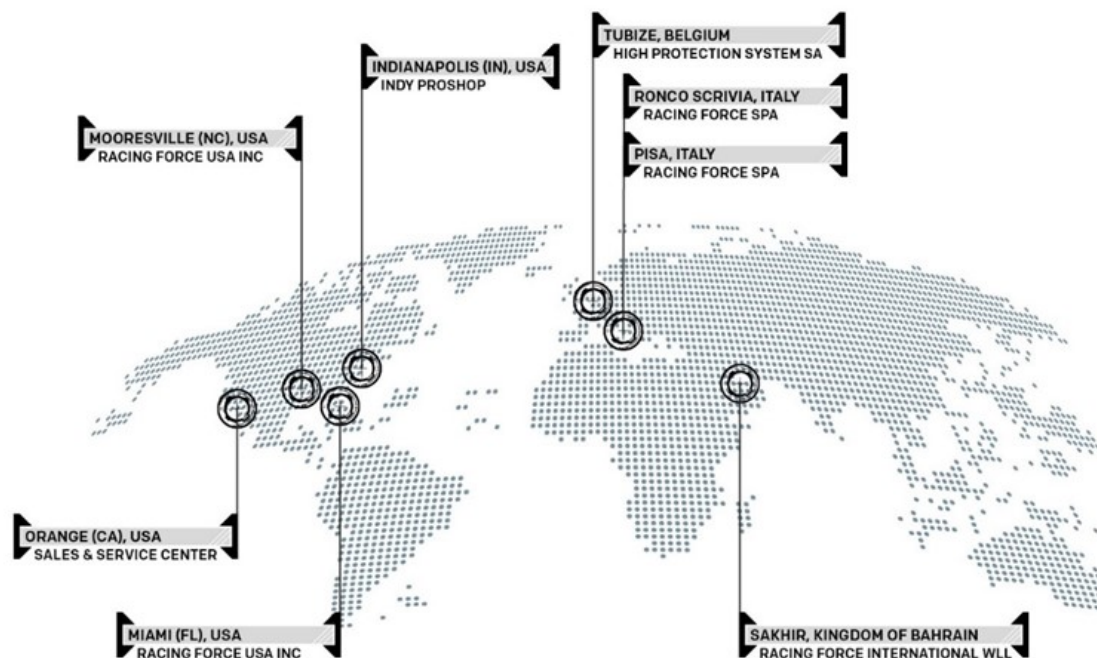 TUBIZE, BELGIUM
HIGH PROTECTION SYSTEM SA
INDIANAPOLIS (IN), USA
INDY PROSHOP
RONCO SCRIVIA, ITALY
RACING FORCE SPA
MOORESVILLE (NC), USA
RACING FORCE USA INC
PISA, ITALY
RACING FORCE SPA
ORANGE (CA), USA
SALES & SERVICE CENTER
MIAMI (FL), USA
RACING FORCE USA INC
SAKHIR, KINGDOM OF BAHRAIN
RACING FORCE INTERNATIONAL WLL